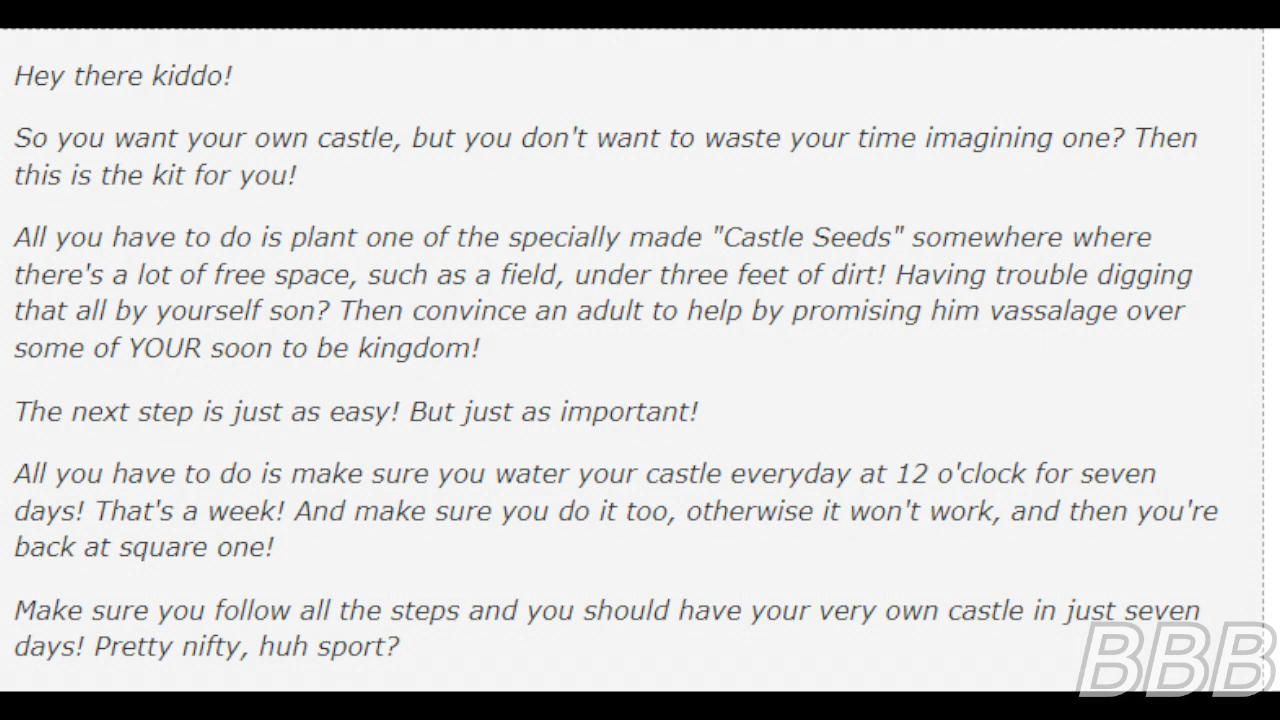 Hey there kiddo!
So you want your own castle, but you don't want to waste your time imagining one? Then
this is the kit for you!
All you have to do is plant one of the specially made "Castle Seeds" somewhere where
there's a lot of free space, such as a field, under three feet of dirt! Having trouble digging
that all by yourself son? Then convince an adult to help by promising him vassalage over
some of YOUR soon to be kingdom!
The next step is just as easy! But just as important!
All you have to do is make sure you water your castle everyday at 12 o'clock for seven
days! That's a week! And make sure you do it too, otherwise it won't work, and then you're
back at square one!
Make sure you follow all the steps and you should have your very own castle in just seven
days! Pretty nifty, huh sport?
BBB